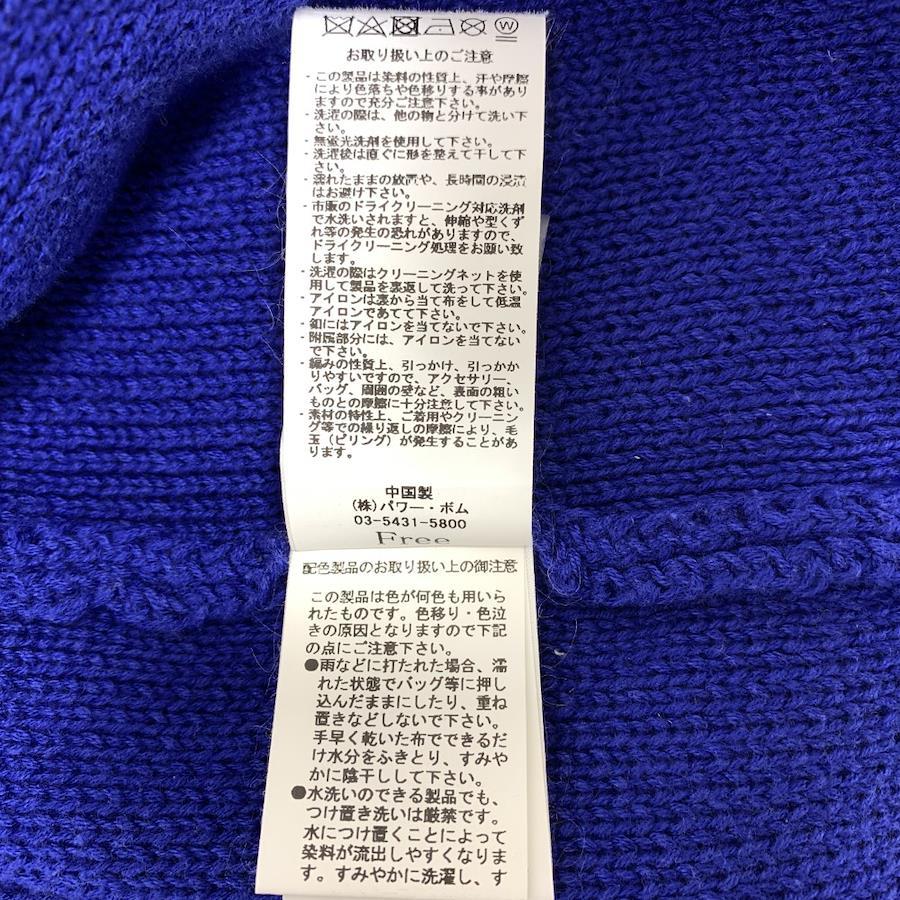 W
お取り扱い上のご注意
・この製品は染料の性質上、汗や摩擦
により色落ちや色移りする事があり
ますので充分ご注意下さい。
・洗濯の際は、他の物と分けて洗い下
さい。
・無蛍光洗剤を使用して下さい。
・洗濯後は直ぐに形を整えて干して下
さい。
・濡れたままの放置や、長時間の浸漬
はお避け下さい。
・市販のドライクリーニング対応洗剤
で水洗いされますと、伸縮や型くず
れ等の発生の恐れがありますので、
ドライクリーニング処理をお願い致
します。
・洗濯の際はクリーニングネットを使
用して製品を裏返して洗って下さい。
・アイロンは裏から当て布をして低温
アイロンであてて下さい。
・釦にはアイロンを当てないで下さい。
・附属部分には、アイロンを当てない
で下さい。
・編みの性質上、引っかけ、引っかか
りやすいですので、アクセサリー、
バッグ、周囲の壁など、表面の粗い
ものとの摩擦に十分注意して下さい。
・素材の特性上、ご着用やクリーニン
グ等での繰り返しの摩擦により、毛
玉（ピリング）が発生することがあ
ります。
中国製
(株)パワー・ボム
03-5431-5800
Free
配色製品のお取り扱い上の御注意
この製品は色が何色も用いら
れたものです。色移り・色泣
きの原因となりますので下記
の点にご注意下さい。
●雨などに打たれた場合、濡
れた状態でバッグ等に押し
込んだままにしたり、重ね
置きなどしないで下さい。
手早く乾いた布でできるだ
け水分をふきとり、すみや
かに陰干しして下さい。
●水洗いのできる製品でも、
つけ置き洗いは厳禁です。
水につけ置くことによって
染料が流出しやすくなりま
す。すみやかに洗濯し、す